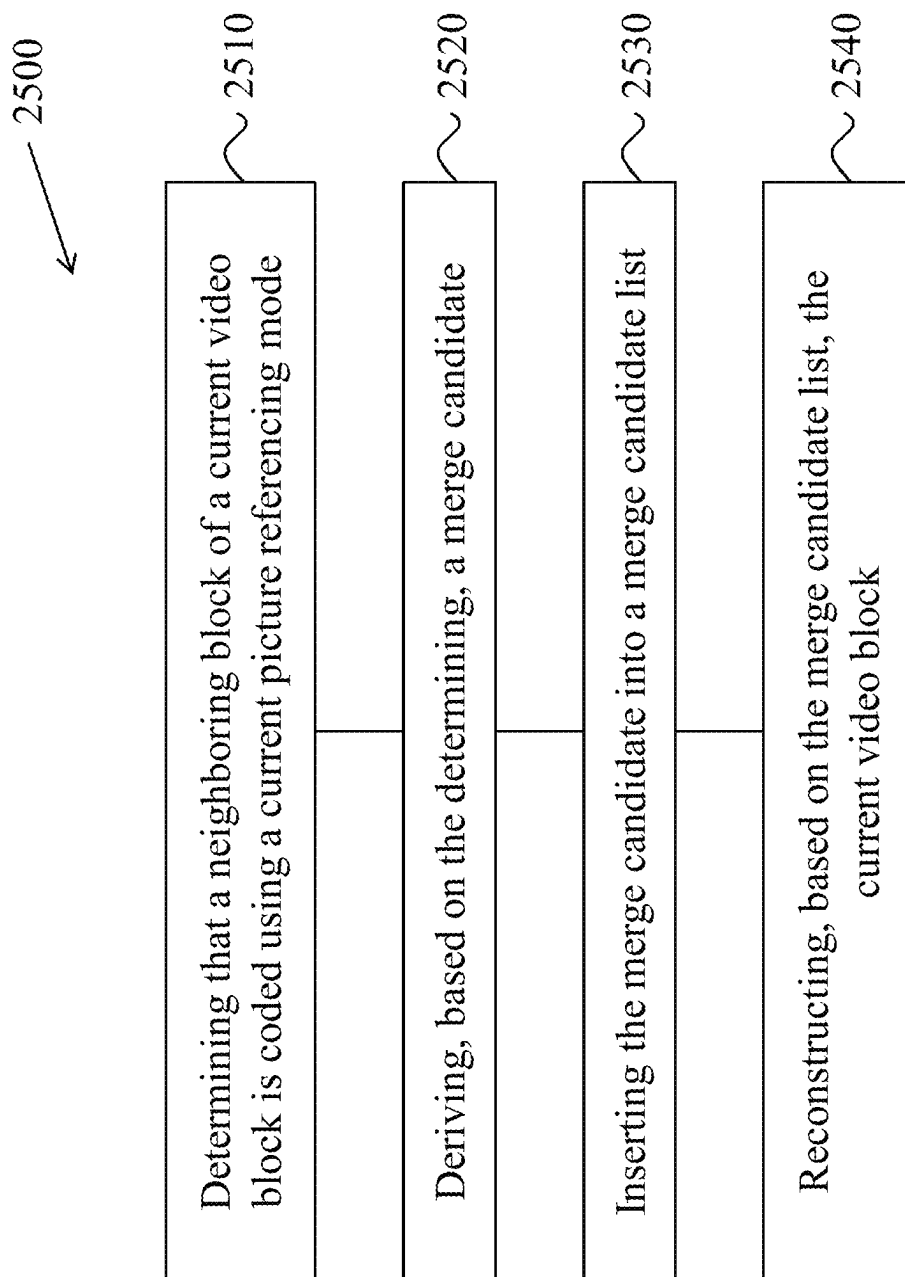 2500
Determining that a neighboring block of a current video
block is coded using a current picture referencing mode
2510
Deriving, based on the determining, a merge candidate
2520
Inserting the merge candidate into a merge candidate list
2530
Reconstructing, based on the merge candidate list, the
current video block
2540